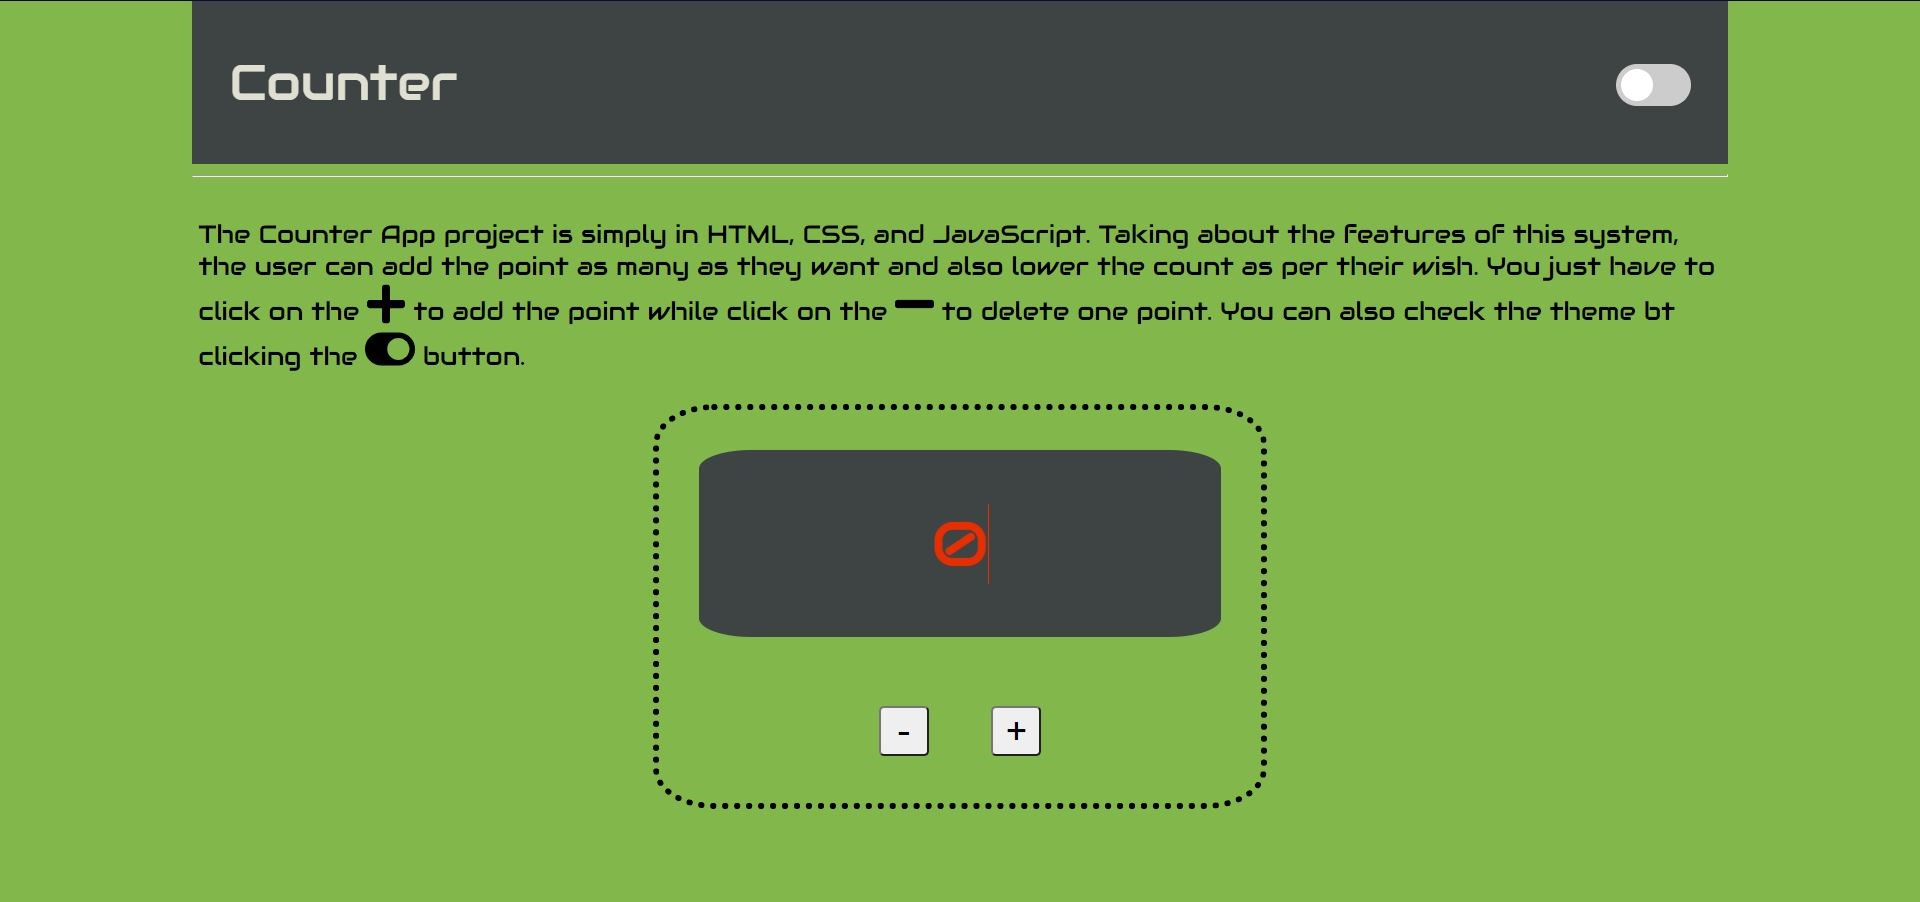 Counter
The Counter App project is simply in HTML, CSS, and JavaScript. Taking about the features of this system,
the user can add the point as many as they want and also lower the count as per their wish. You just have to
click on the + to add the point while click on the - to delete one point. You can also check the theme bt
clicking the button.
0
- +